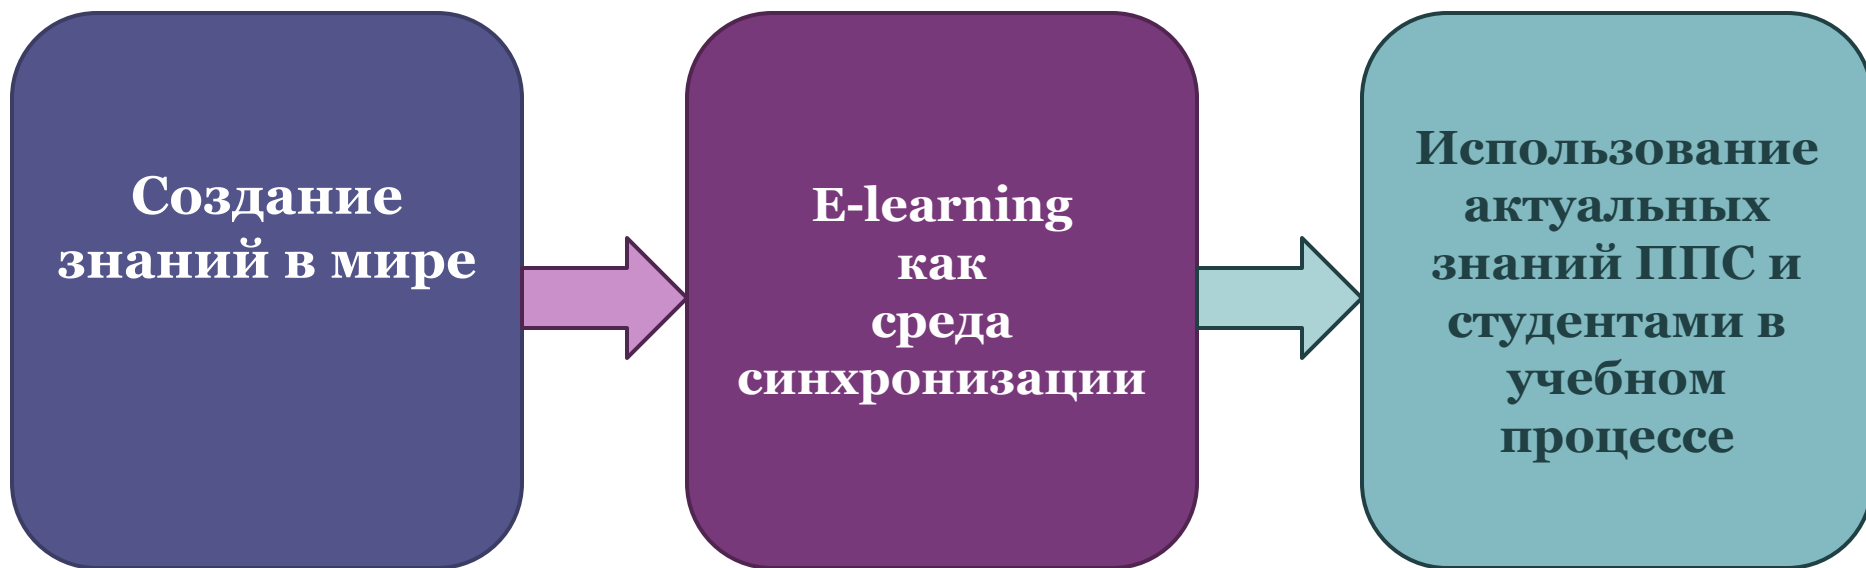 Создание
знаний в мире
E-learning
как
среда
синхронизации
Использование
актуальных
знаний ППС и
студентами в
учебном
процессе